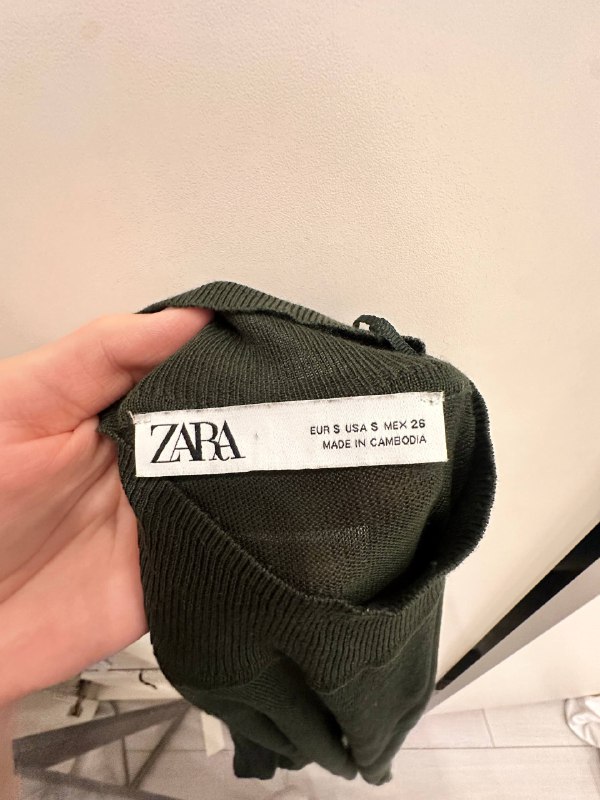 ZARA
EUR S USA S MEX 26
MADE IN CAMBODIA